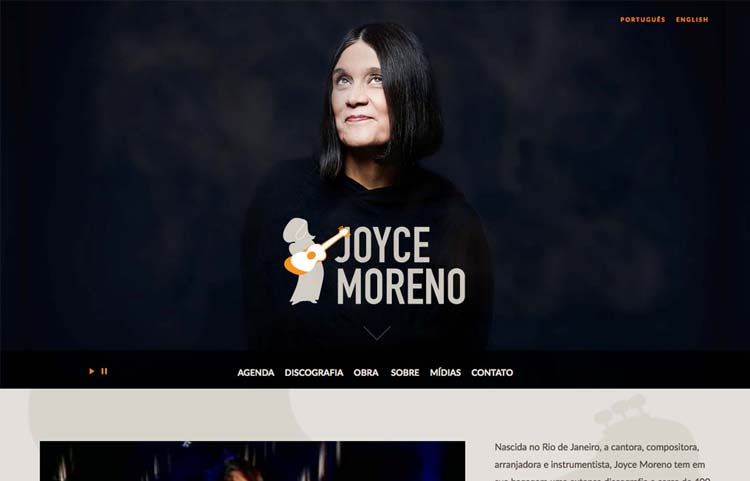 PORTUGUÊS ENGLISH
JOYCE
MORENO
AGENDA DISCOGRAFIA OBRA SOBRE MÍDIAS CONTATO
Nascida no Rio de Janeiro, a cantora, compositora,
arranjadora e instrumentista, Joyce Moreno tem em